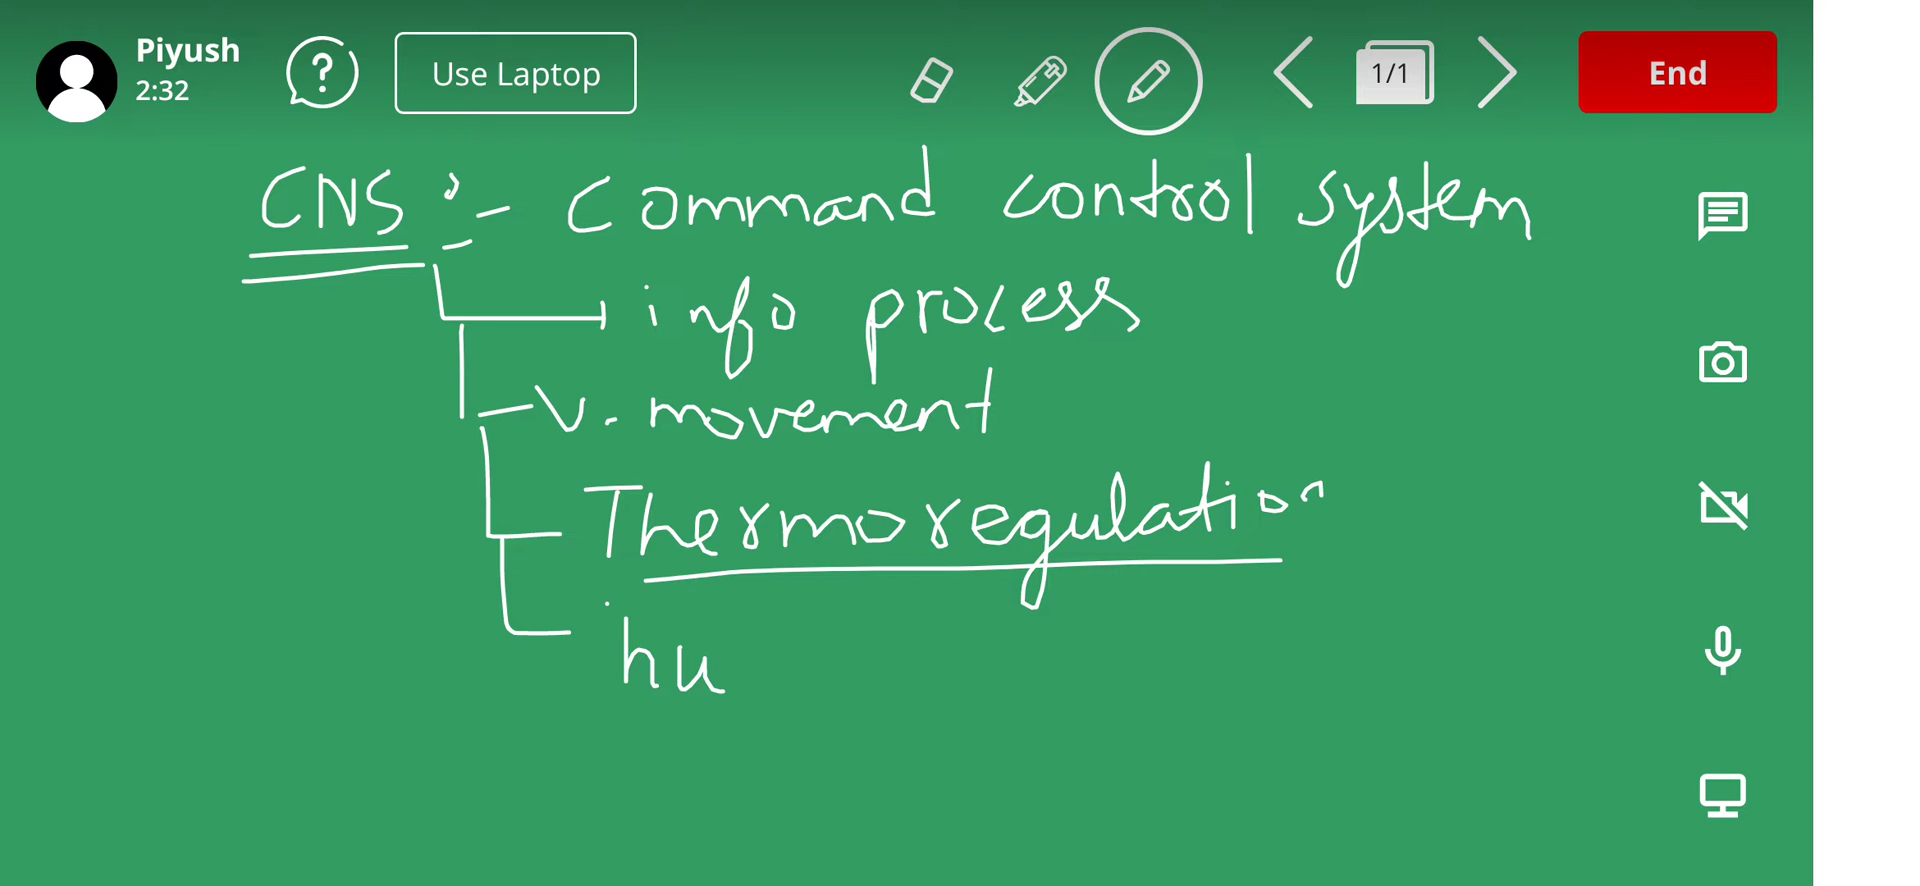 Piyush
2:32
?
Use Laptop
1/1
End
CNS :- Command control system
info process
v. movement
Thermoregulation
hu